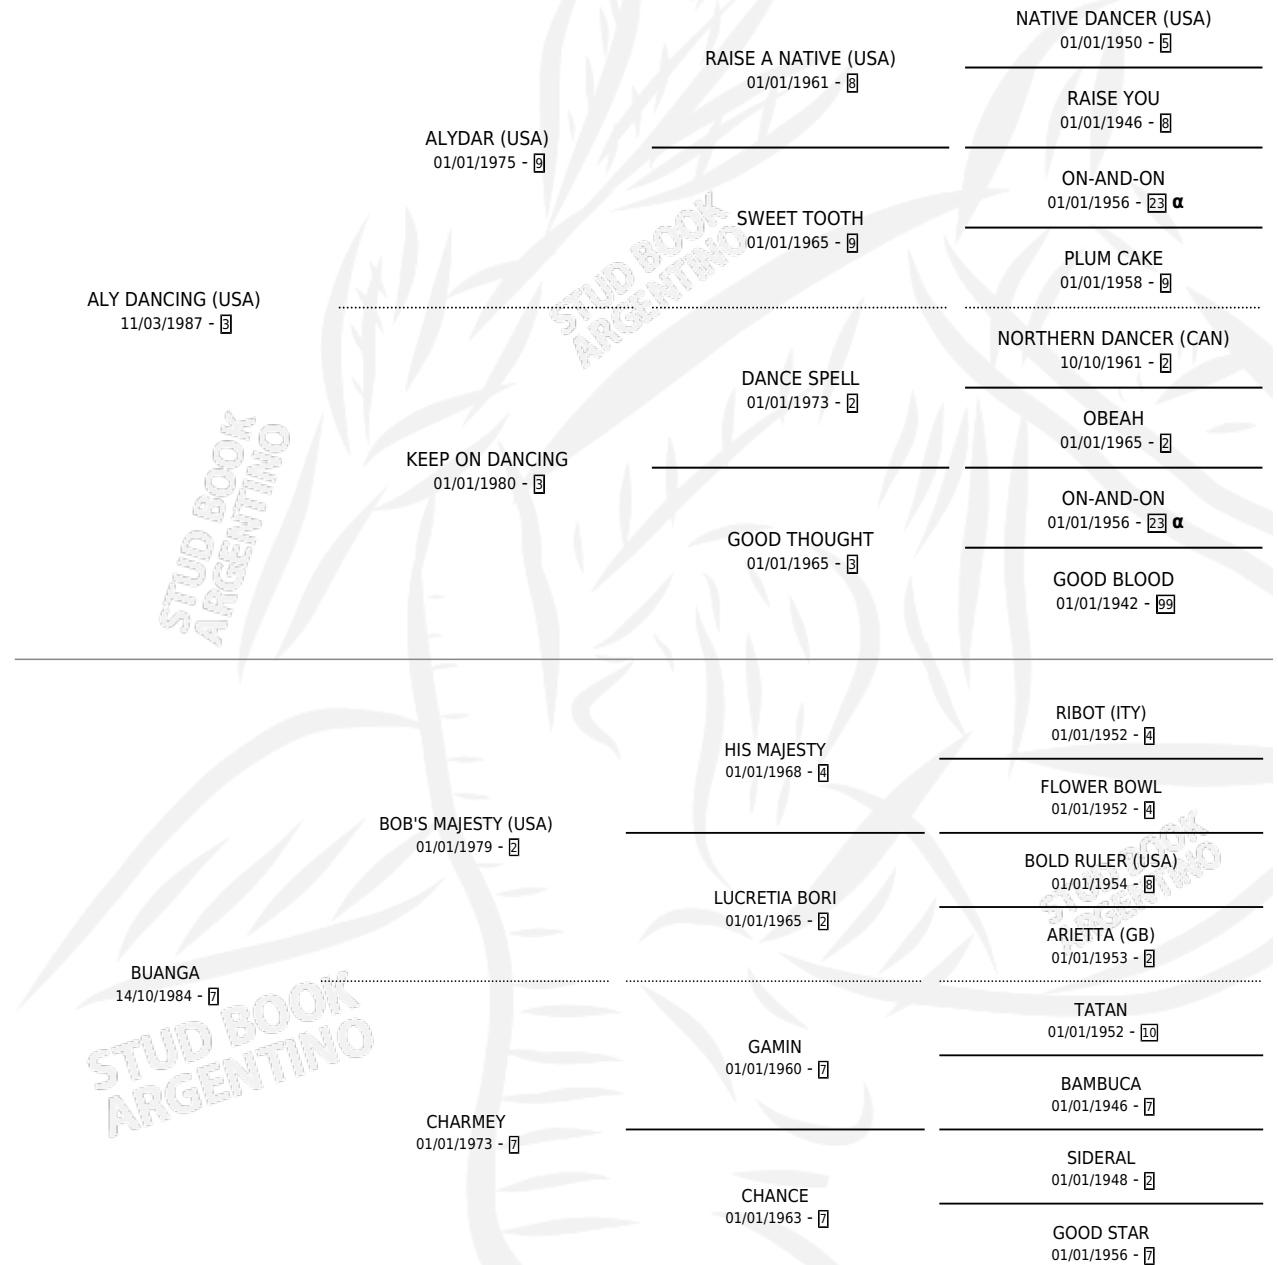 NATIVE DANCER (USA)
01/01/1950 - 5
RAISE A NATIVE (USA)
01/01/1961 - 8
RAISE YOU
01/01/1946 - 8
ALYDAR (USA)
01/01/1975 - 9
ON-AND-ON
01/01/1956 - 23 α
SWEET TOOTH
01/01/1965 - 9
PLUM CAKE
01/01/1958 - 9
ALY DANCING (USA)
11/03/1987 - 3
NORTHERN DANCER (CAN)
10/10/1961 - 2
DANCE SPELL
01/01/1973 - 2
OBEAH
01/01/1965 - 2
KEEP ON DANCING
01/01/1980 - 3
ON-AND-ON
01/01/1956 - 23 α
GOOD THOUGHT
01/01/1965 - 3
GOOD BLOOD
01/01/1942 - 99
RIBOT (ITY)
01/01/1952 - 4
HIS MAJESTY
01/01/1968 - 4
FLOWER BOWL
01/01/1952 - 4
BOB'S MAJESTY (USA)
01/01/1979 - 2
BOLD RULER (USA)
01/01/1954 - 8
LUCRETIA BORI
01/01/1965 - 2
ARIETTA (GB)
01/01/1953 - 2
BUANGA
14/10/1984 - 7
TATAN
01/01/1952 - 10
GAMIN
01/01/1960 - 7
BAMBUCA
01/01/1946 - 7
CHARMEY
01/01/1973 - 7
SIDERAL
01/01/1948 - 2
CHANCE
01/01/1963 - 7
GOOD STAR
01/01/1956 - 7
STUD BOOK
ARGENTINO
STUD BOOK
ARGENTINO
STUD BOOK
ARGENTINO
STUD BOOK
ARGENTINO